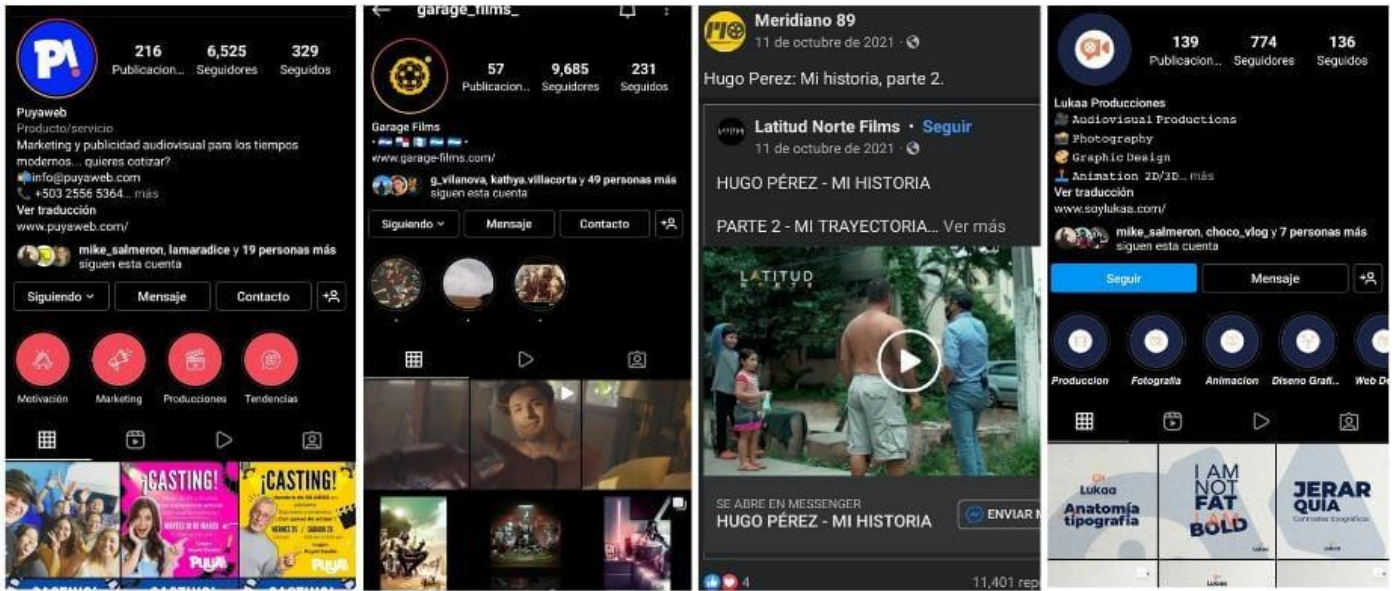 P!
216 6,525 329
Publicacion... Seguidores Seguidos
Puyaweb
Producto/servicio
Marketing y publicidad audiovisual para los tiempos
modernos... quieres cotizar?
info@puyaweb.com
+503 2556 5364... más
Ver traducción
www.puyaweb.com/
mike_salmeron, lamaradice y 19 personas más
siguen esta cuenta
Siguiendo Mensaje Contacto
Motivación Marketing Producciones Tendencias
¡CASTING! ¡CASTING!
PUYA!
garage_films_
57 9,685 231
Publicacion... Seguidores Seguidos
Garage Films
www.garage-films.com/
g_vilanova, kathya.villacorta y 49 personas más
siguen esta cuenta
Siguiendo Mensaje Contacto
Meridiano 89
11 de octubre de 2021
Hugo Perez: Mi historia, parte 2.
Latitud Norte Films • Seguir
11 de octubre de 2021
HUGO PÉREZ - MI HISTORIA
PARTE 2 - MI TRAYECTORIA... Ver más
LATITUD
SE ABRE EN MESSENGER
HUGO PÉREZ - MI HISTORIA
ENVIAR M
4 11,401 rep
139 774 136
Publicacion... Seguidores Seguidos
Lukaa Producciones
Audiovisual Productions
Photography
Graphic Design
Animation 2D/3D... más
Ver traducción
www.soylukaa.com/
mike_salmeron, choco_vlog y 7 personas más
siguen esta cuenta
Seguir Mensaje
Produccion Fotografia Animacion Diseno Grafi... Web De
Lukaa
Anatomía
tipografía
I AM
NOT
FAT
I AM
BOLD
JERAR
QUÍA
Contrastes tipográficos